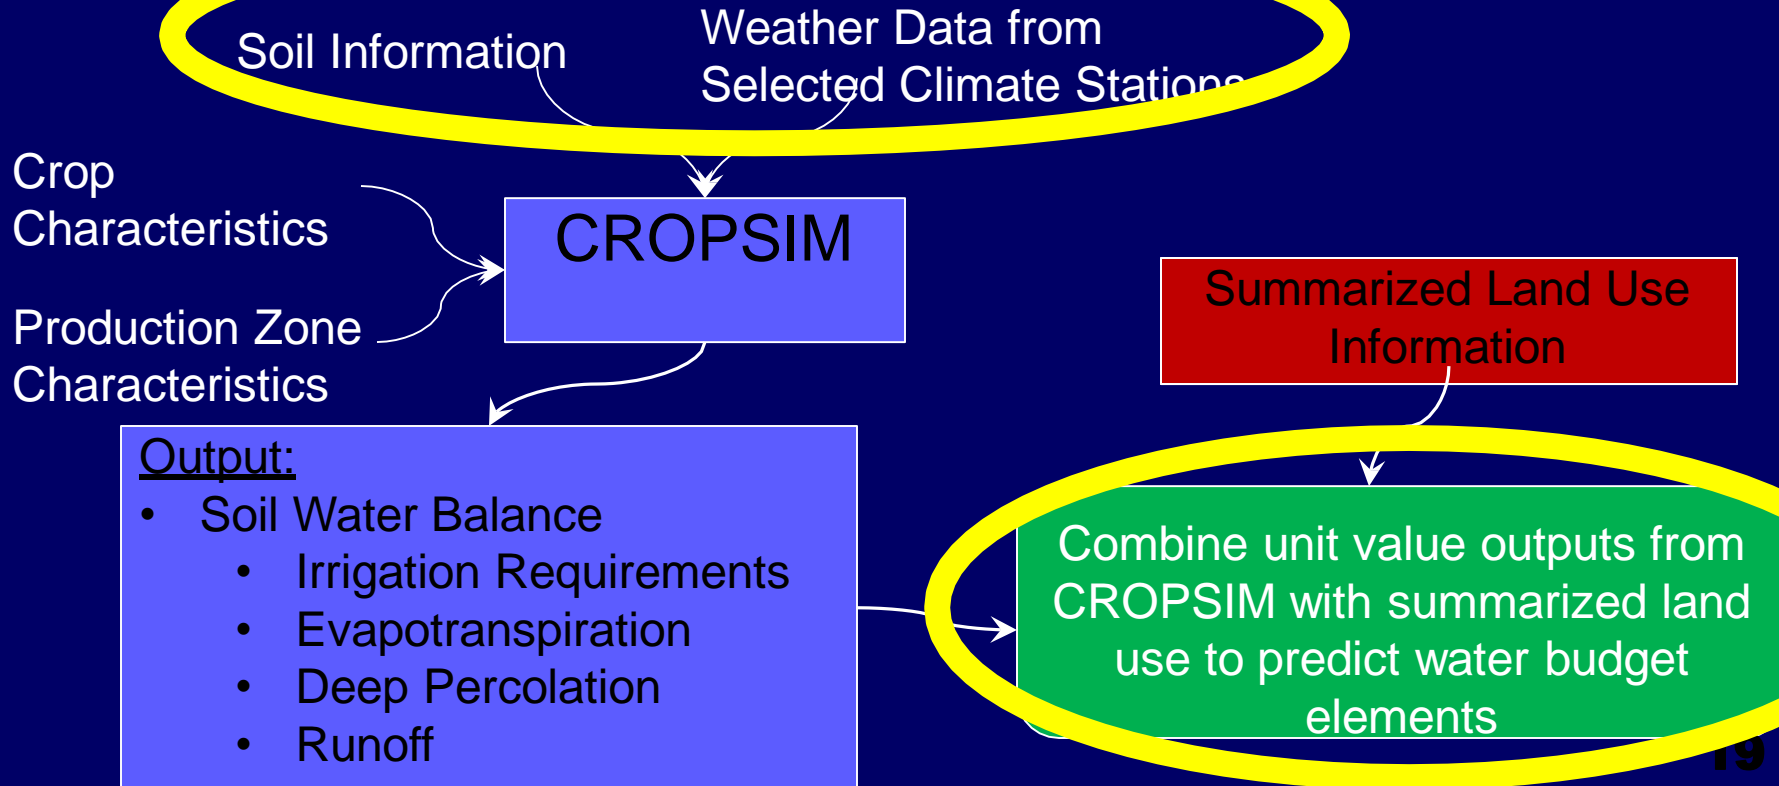 Soil Information
Weather Data from
Selected Climate Stations
Crop
Characteristics
CROPSIM
Production Zone
Characteristics
Summarized Land Use
Information
Output:
• Soil Water Balance
• Irrigation Requirements
• Evapotranspiration
• Deep Percolation
• Runoff
Combine unit value outputs from
CROPSIM with summarized land
use to predict water budget
elements
19